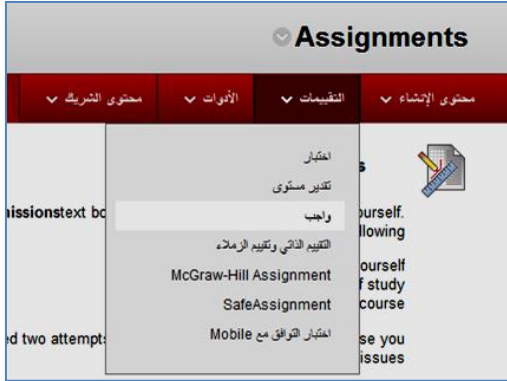 Assignments
محتوى الإنشاء
التقييمات
الأدوات
محتوى الشريك
اختبار
تقدير مستوى
واجب
التقييم الذاتي وتقييم الزملاء
McGraw-Hill Assignment
SafeAssignment
اختبار التوافق مع Mobile
s
missionstext bo
ourself.
llowing
ourself
f study
course
ed two attempt
se you
issues